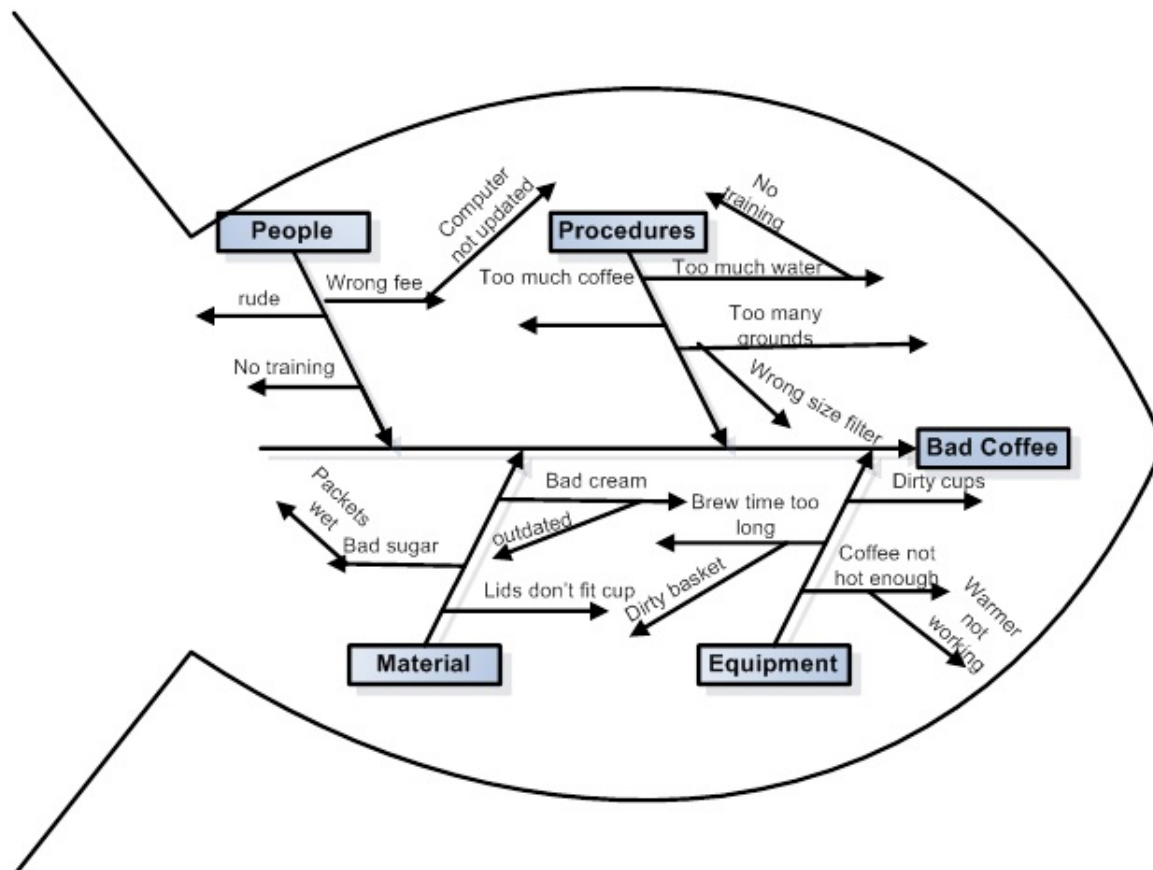 Computer
not updated
No
training
People
Procedures
Wrong fee
Too much coffee
Too much water
rude
Too many
grounds
No training
Wrong size filter
Bad Coffee
Packets
wet
Bad cream
Brew time too
long
Dirty cups
outdated
Bad sugar
Coffee not
hot enough
Lids don't fit cup
Dirty basket
Warmer
not
working
Material
Equipment